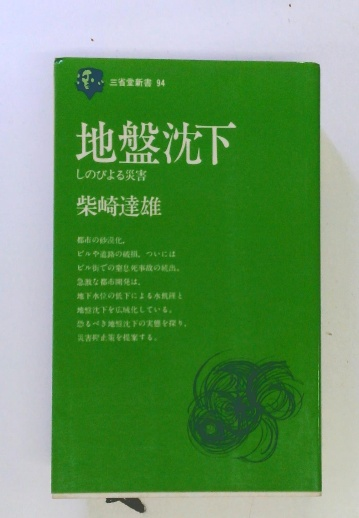 三省堂新書 94
地盤沈下
しのびよる災害
柴崎達雄
都市の砂漠化。
ビルや道路の破損、ついには
ビル街での窒息死事故の続出。
急激な都市開発は、
地下水位の低下による水飢饉と
地盤沈下を広域化している。
恐るべき地盤沈下の実態を探り、
災害抑止策を提案する。